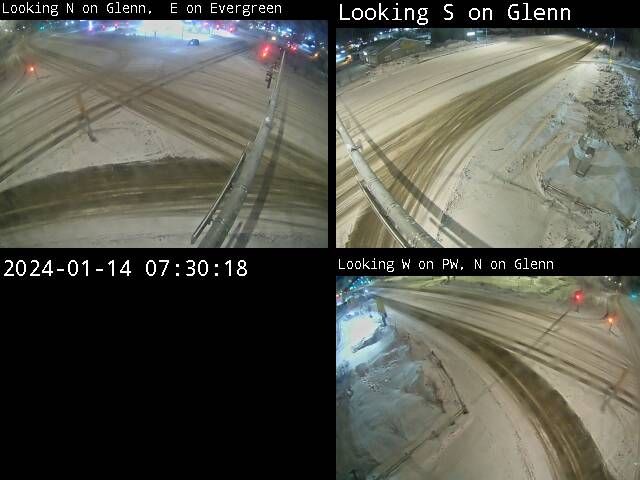 Looking N on Glenn,  E on Evergreen
Looking S on Glenn
2024-01-14 07:30:18
Looking W on PW, N on Glenn